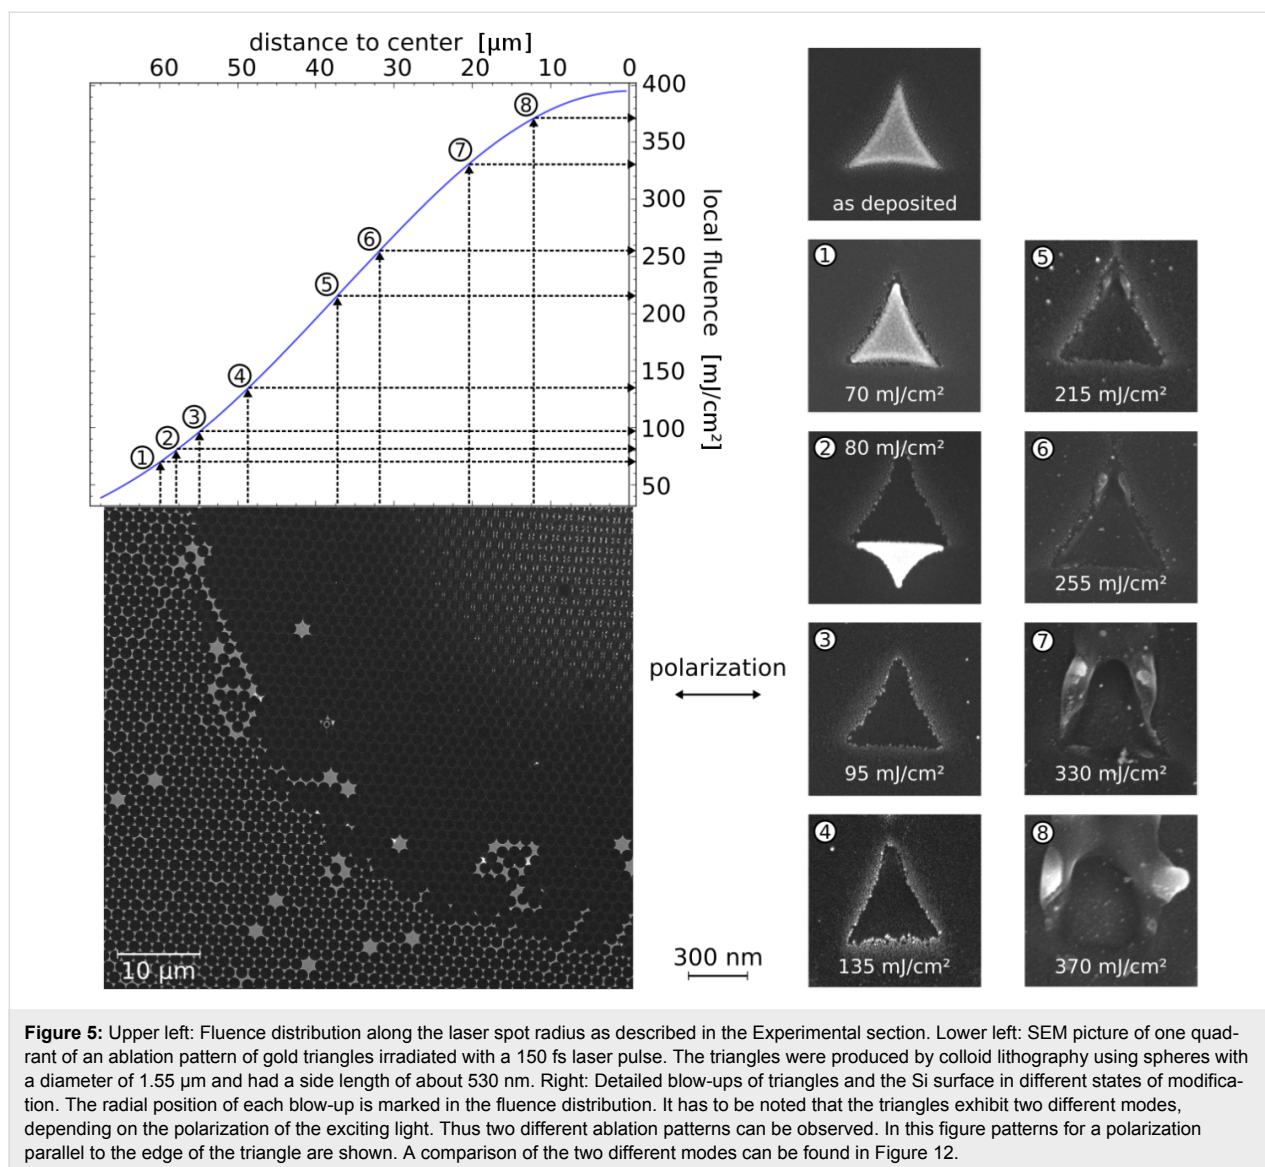 distance to center [μm]
60 50 40 30 20 10 0
400
350
300
250
200
150
100
50
local fluence [mJ/cm²]
① ② ③ ④ ⑤ ⑥ ⑦ ⑧
10 μm
polarization
300 nm
as deposited
①
70 mJ/cm²
② 80 mJ/cm²
③
95 mJ/cm²
④
135 mJ/cm²
⑤
215 mJ/cm²
⑥
255 mJ/cm²
⑦
330 mJ/cm²
⑧
370 mJ/cm²
Figure 5: Upper left: Fluence distribution along the laser spot radius as described in the Experimental section. Lower left: SEM picture of one quad-
rant of an ablation pattern of gold triangles irradiated with a 150 fs laser pulse. The triangles were produced by colloid lithography using spheres with
a diameter of 1.55 μm and had a side length of about 530 nm. Right: Detailed blow-ups of triangles and the Si surface in different states of modifica-
tion. The radial position of each blow-up is marked in the fluence distribution. It has to be noted that the triangles exhibit two different modes,
depending on the polarization of the exciting light. Thus two different ablation patterns can be observed. In this figure patterns for a polarization
parallel to the edge of the triangle are shown. A comparison of the two different modes can be found in Figure 12.